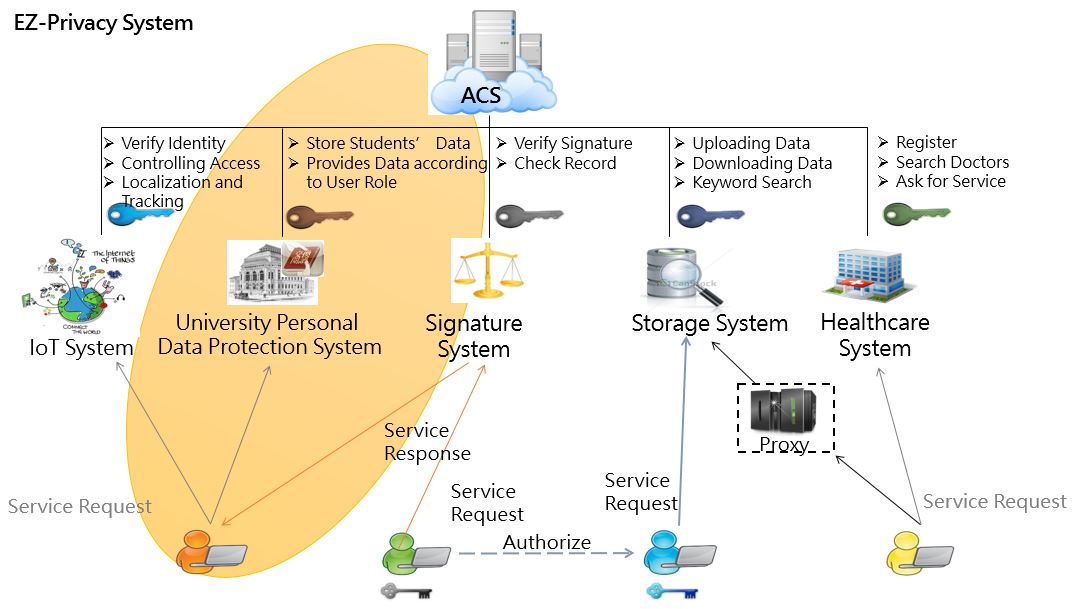 EZ-Privacy System
ACS
➢ Verify Identity
➢ Controlling Access
➢ Localization and
Tracking
➢ Store Students’ Data
➢ Provides Data according
to User Role
➢ Verify Signature
➢ Check Record
➢ Uploading Data
➢ Downloading Data
➢ Keyword Search
➢ Register
➢ Search Doctors
➢ Ask for Service
The Internet
of THINGS
CONNECT
THE WORLD
IoT System
University Personal
Data Protection System
Signature
System
CanStock
Storage System
Healthcare
System
Proxy
Service
Response
Service Request
Service
Request
Service
Request
Service Request
Authorize